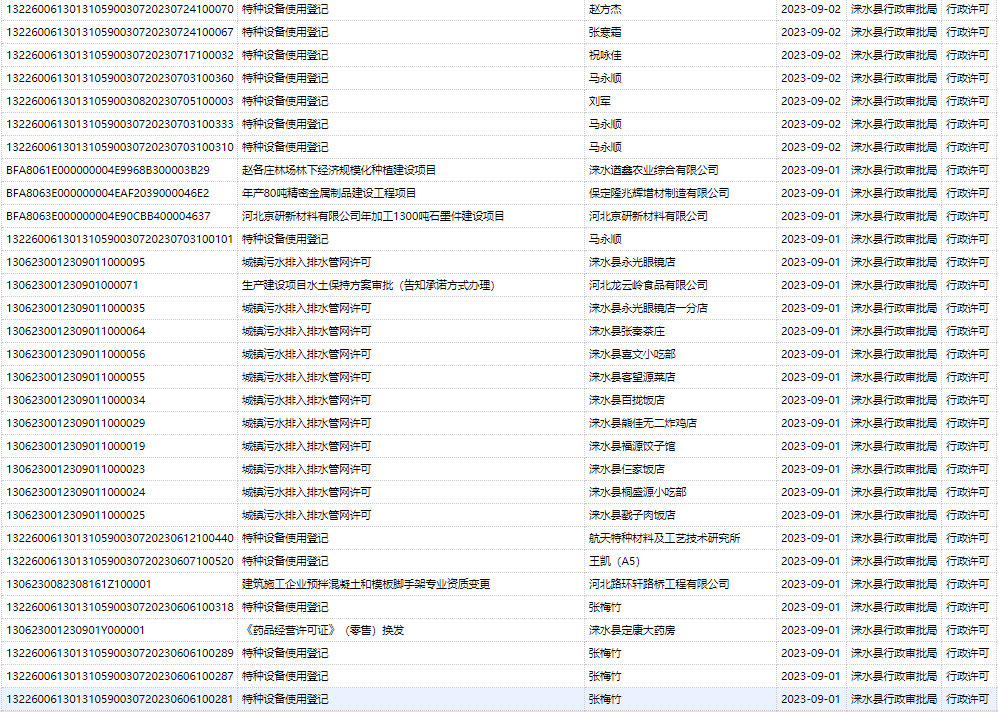 13226006130131059003072023072​4100070 特种设备使用登记 赵方杰 2023-09-02 涞水县行政审批局 行政许可
132260061301310590030720230724100067 特种设备使用登记 张寒霜 2023-09-02 涞水县行政审批局 行政许可
132260061301310590030720230717100032 特种设备使用登记 祝咏佳 2023-09-02 涞水县行政审批局 行政许可
132260061301310590030720230703100360 特种设备使用登记 马永顺 2023-09-02 涞水县行政审批局 行政许可
132260061301310590030820230705100003 特种设备使用登记 刘军 2023-09-02 涞水县行政审批局 行政许可
132260061301310590030720230703100333 特种设备使用登记 马永顺 2023-09-02 涞水县行政审批局 行政许可
132260061301310590030720230703100310 特种设备使用登记 马永顺 2023-09-02 涞水县行政审批局 行政许可
BFA8061E000000004E9968B300003B29 赵各庄林场林下经济规模化种植建设项目 涞水遒鑫农业综合有限公司 2023-09-01 涞水县行政审批局 行政许可
BFA8063E000000004EAF2039000046E2 年产80吨精密金属制品建设工程项目 保定隆兆辉增材制造有限公司 2023-09-01 涞水县行政审批局 行政许可
BFA8063E000000004E90CBB400004637 河北京研新材料有限公司年加工1300吨石墨件建设项目 河北京研新材料有限公司 2023-09-01 涞水县行政审批局 行政许可
132260061301310590030720230703100101 特种设备使用登记 马永顺 2023-09-01 涞水县行政审批局 行政许可
1306230012309011000095 城镇污水排入排水管网许可 涞水县永光眼镜店 2023-09-01 涞水县行政审批局 行政许可
130623001230901000071 生产建设项目水土保持方案审批（告知承诺方式办理） 河北龙云岭食品有限公司 2023-09-01 涞水县行政审批局 行政许可
1306230012309011000035 城镇污水排入排水管网许可 涞水县永光眼镜店一分店 2023-09-01 涞水县行政审批局 行政许可
1306230012309011000064 城镇污水排入排水管网许可 涞水县张秦茶庄 2023-09-01 涞水县行政审批局 行政许可
1306230012309011000056 城镇污水排入排水管网许可 涞水县喜文小吃部 2023-09-01 涞水县行政审批局 行政许可
1306230012309011000055 城镇污水排入排水管网许可 涞水县容望源菜店 2023-09-01 涞水县行政审批局 行政许可
1306230012309011000034 城镇污水排入排水管网许可 涞水县百拢饭店 2023-09-01 涞水县行政审批局 行政许可
1306230012309011000029 城镇污水排入排水管网许可 涞水县熊佳无二炸鸡店 2023-09-01 涞水县行政审批局 行政许可
1306230012309011000019 城镇污水排入排水管网许可 涞水县福源饺子馆 2023-09-01 涞水县行政审批局 行政许可
1306230012309011000023 城镇污水排入排水管网许可 涞水县仨家饭店 2023-09-01 涞水县行政审批局 行政许可
1306230012309011000024 城镇污水排入排水管网许可 涞水县桐盛源小吃部 2023-09-01 涞水县行政审批局 行政许可
1306230012309011000025 城镇污水排入排水管网许可 涞水县戳子肉饭店 2023-09-01 涞水县行政审批局 行政许可
132260061301310590030720230612100440 特种设备使用登记 航天特种材料及工艺技术研究所 2023-09-01 涞水县行政审批局 行政许可
132260061301310590030720230607100520 特种设备使用登记 王凯（A5） 2023-09-01 涞水县行政审批局 行政许可
1306230082308161Z100001 建筑施工企业预拌混凝土和模板脚手架专业资质变更 河北路环轩路桥工程有限公司 2023-09-01 涞水县行政审批局 行政许可
132260061301310590030720230606100318 特种设备使用登记 张梅竹 2023-09-01 涞水县行政审批局 行政许可
130623001230901Y000001 《药品经营许可证》（零售）换发 涞水县定康大药房 2023-09-01 涞水县行政审批局 行政许可
132260061301310590030720230606100289 特种设备使用登记 张梅竹 2023-09-01 涞水县行政审批局 行政许可
132260061301310590030720230606100287 特种设备使用登记 张梅竹 2023-09-01 涞水县行政审批局 行政许可
132260061301310590030720230606100281 特种设备使用登记 张梅竹 2023-09-01 涞水县行政审批局 行政许可